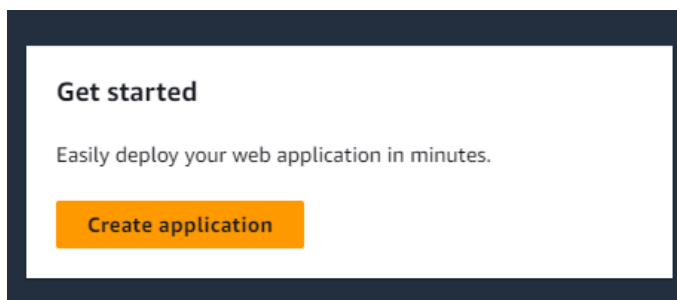 Get started
Easily deploy your web application in minutes.
Create application